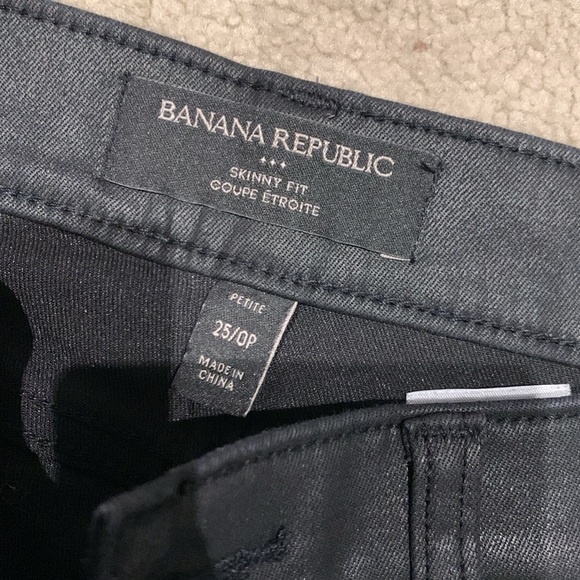 BANANA REPUBLIC
SKINNY FIT
COUPE ÉTROITE
PETITE
25/0P
MADE IN
CHINA